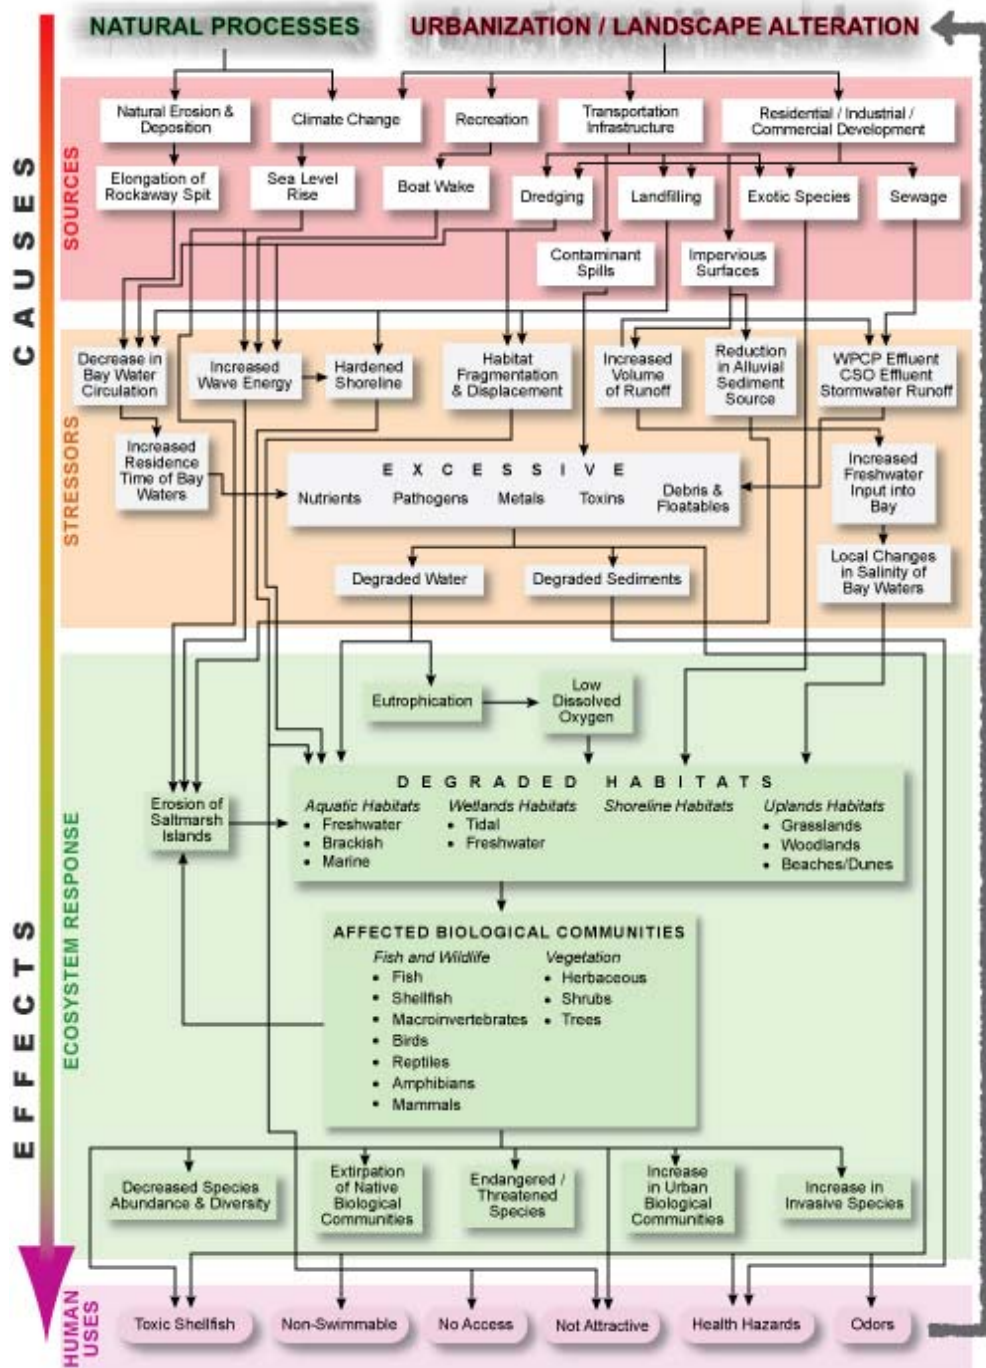 NATURAL PROCESSES
URBANIZATION / LANDSCAPE ALTERATION
CAUSES
EFFECTS
SOURCES
Natural Erosion &
Deposition
Climate Change
Recreation
Transportation
Infrastructure
Residential / Industrial /
Commercial Development
Elongation of
Rockaway Spit
Sea Level
Rise
Boat Wake
Dredging
Landfilling
Exotic Species
Sewage
Contaminant
Spills
Impervious
Surfaces
STRESSORS
Decrease in
Bay Water
Circulation
Increased
Wave Energy
Hardened
Shoreline
Habitat
Fragmentation
& Displacement
Increased
Volume
of Runoff
Reduction
in Alluvial
Sediment
Source
WPCP Effluent
CSO Effluent
Stormwater Runoff
Increased
Residence
Time of Bay
Waters
EXCESSIVE
Nutrients
Pathogens
Metals
Toxins
Debris &
Floatables
Increased
Freshwater
Input into
Bay
Degraded Water
Degraded Sediments
Local Changes
in Salinity of
Bay Waters
ECOSYSTEM RESPONSE
Eutrophication
Low
Dissolved
Oxygen
Erosion of
Saltmarsh
Islands
DEGRADED HABITATS
Aquatic Habitats
• Freshwater
• Brackish
• Marine
Wetlands Habitats
• Tidal
• Freshwater
Shoreline Habitats
Uplands Habitats
• Grasslands
• Woodlands
• Beaches/Dunes
AFFECTED BIOLOGICAL COMMUNITIES
Fish and Wildlife
• Fish
• Shellfish
• Macroinvertebrates
• Birds
• Reptiles
• Amphibians
• Mammals
Vegetation
• Herbaceous
• Shrubs
• Trees
Decreased Species
Abundance & Diversity
Extirpation
of Native
Biological
Communities
Endangered /
Threatened
Species
Increase
in Urban
Biological
Communities
Increase in
Invasive Species
HUMAN
USES
Toxic Shellfish
Non-Swimmable
No Access
Not Attractive
Health Hazards
Odors